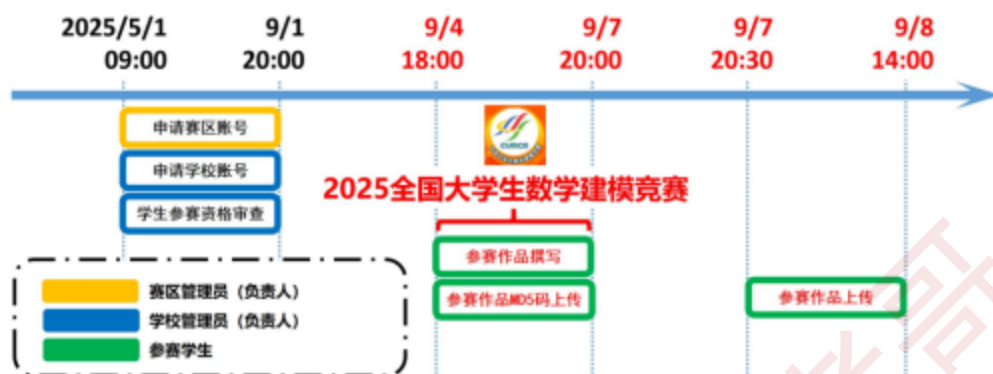 2025/5/1 9/1 9/4 9/7 9/7 9/8
09:00 20:00 18:00 20:00 20:30 14:00
申请赛区账号
申请学校账号
2025全国大学生数学建模竞赛
学生参赛资格审查
参赛作品撰写
赛区管理员（负责人）
参赛作品MD5码上传
参赛作品上传
学校管理员（负责人）
参赛学生